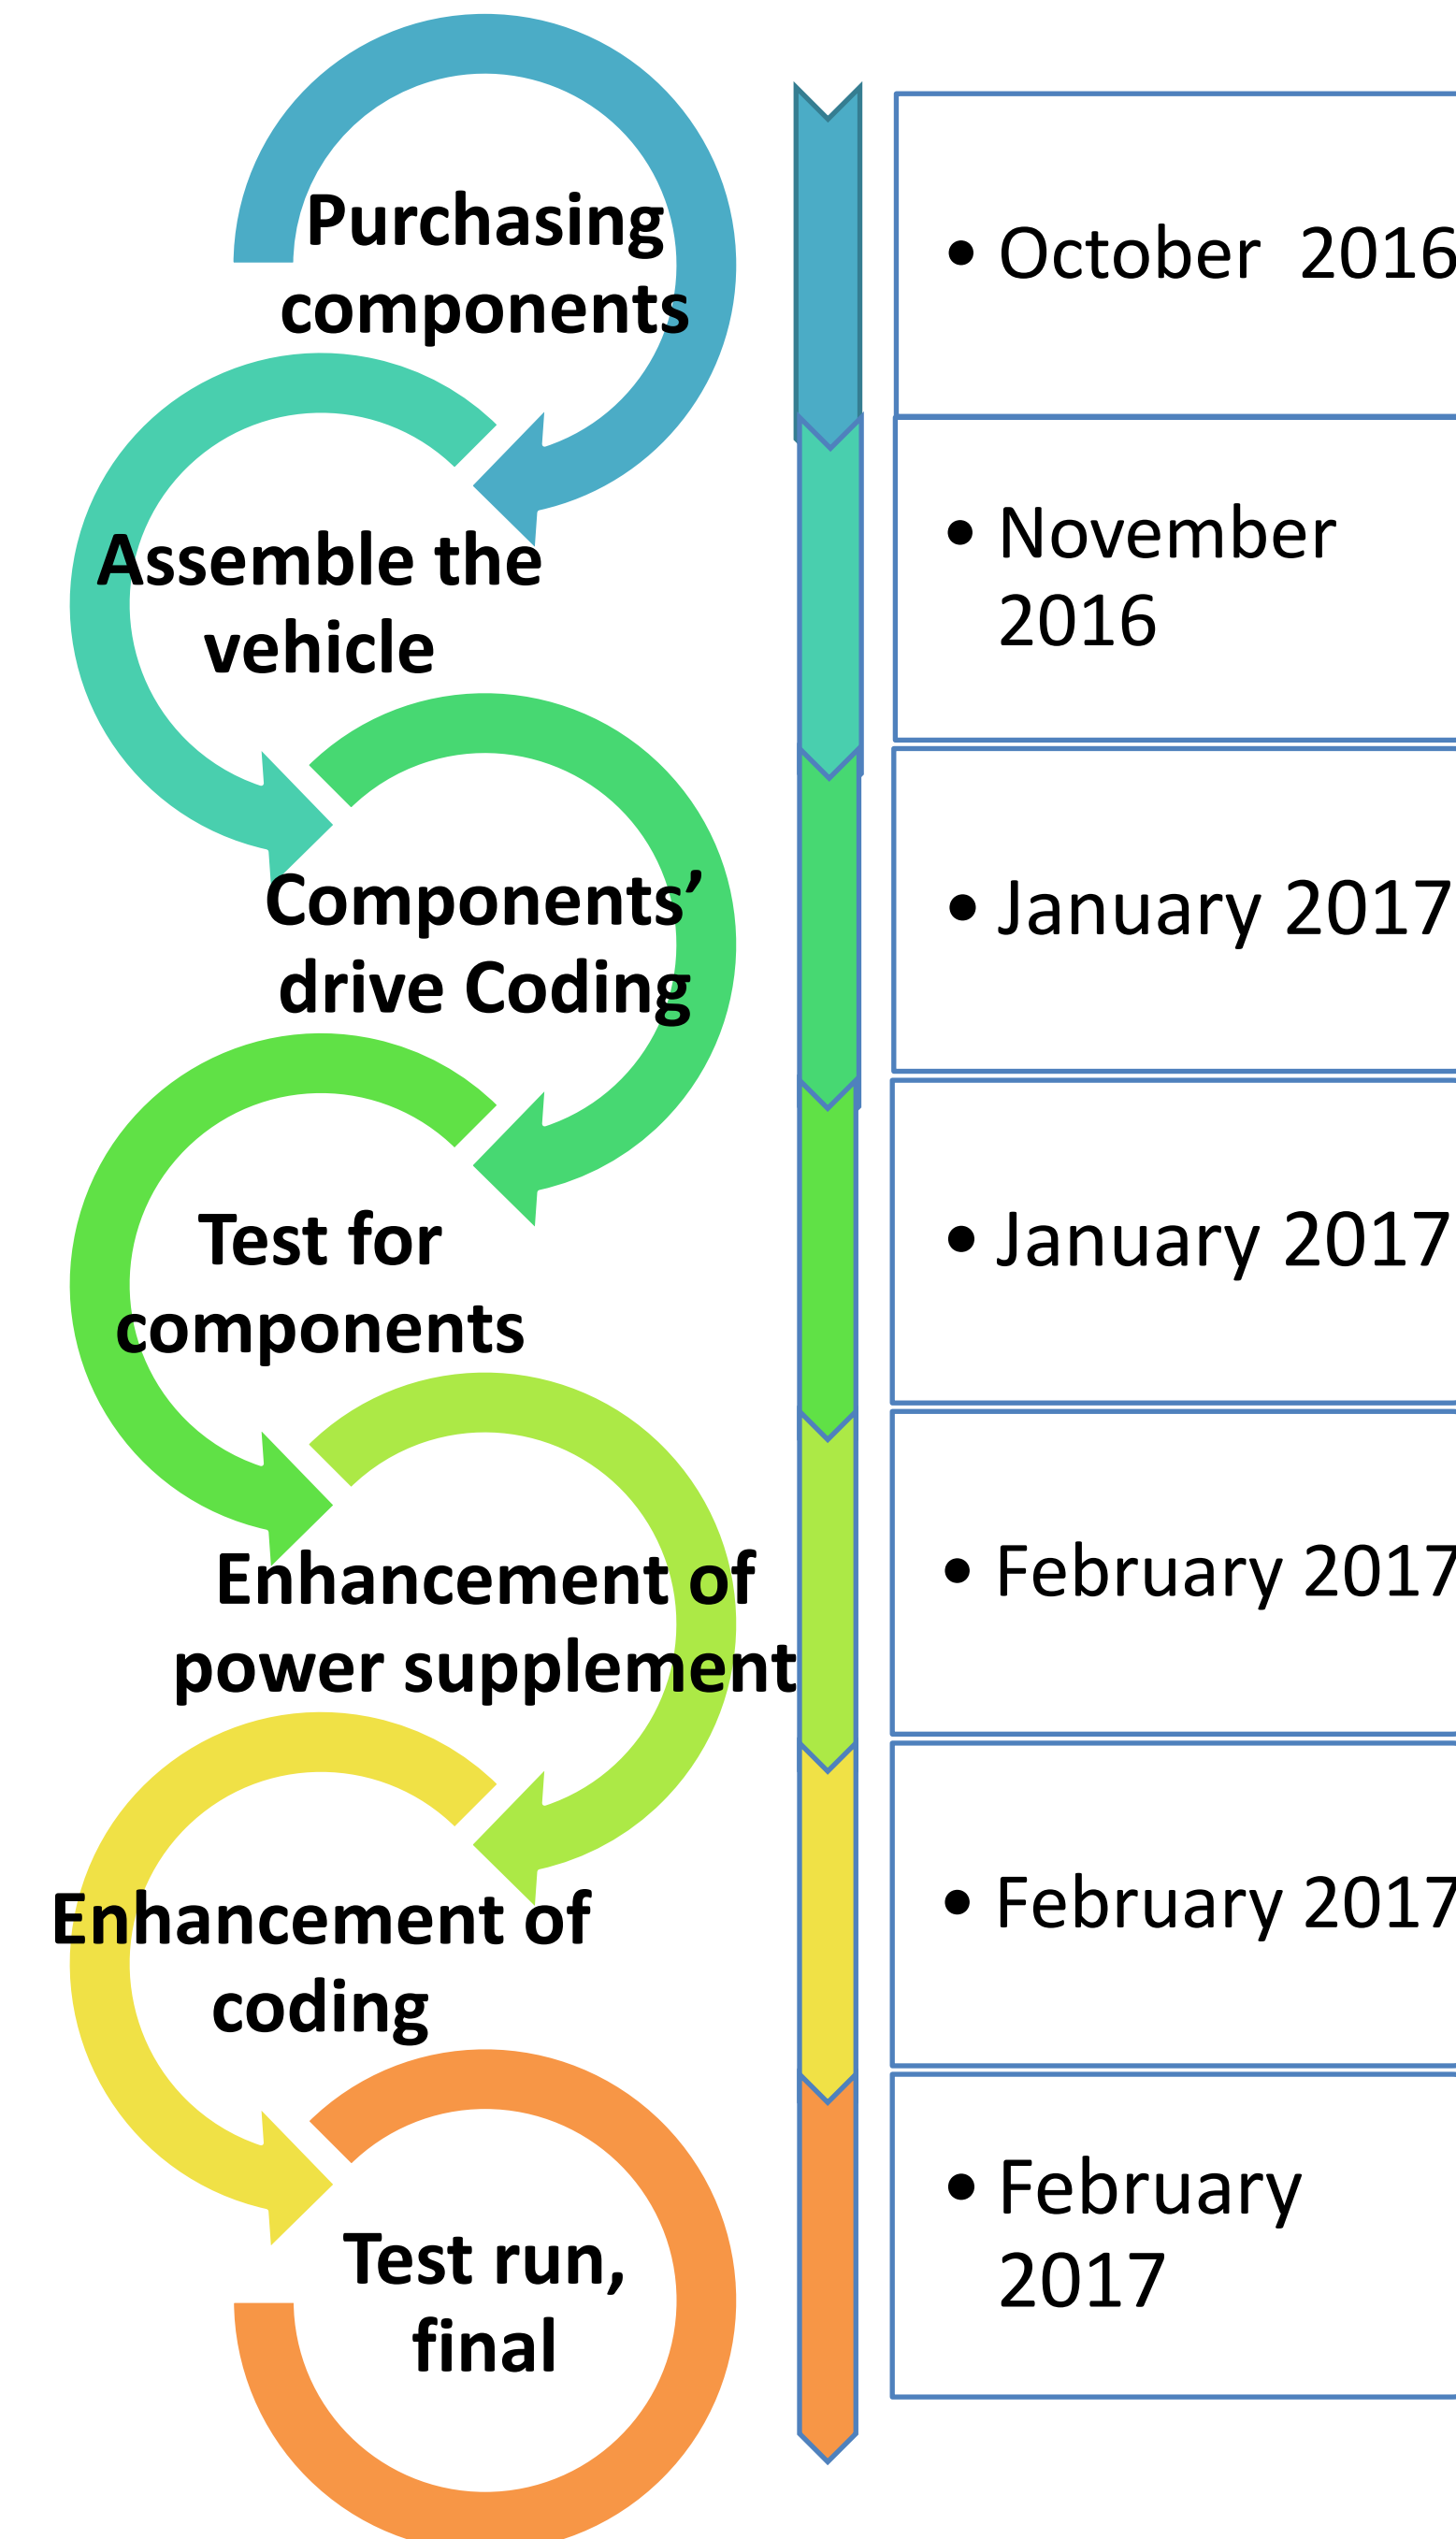 Purchasing
components
• October  2016
Assemble the
vehicle
• November
2016
Components’
drive Coding
• January 2017
Test for
components
• January 2017
Enhancement of
power supplement
• February 2017
Enhancement of
coding
• February 2017
Test run,
final
• February
2017